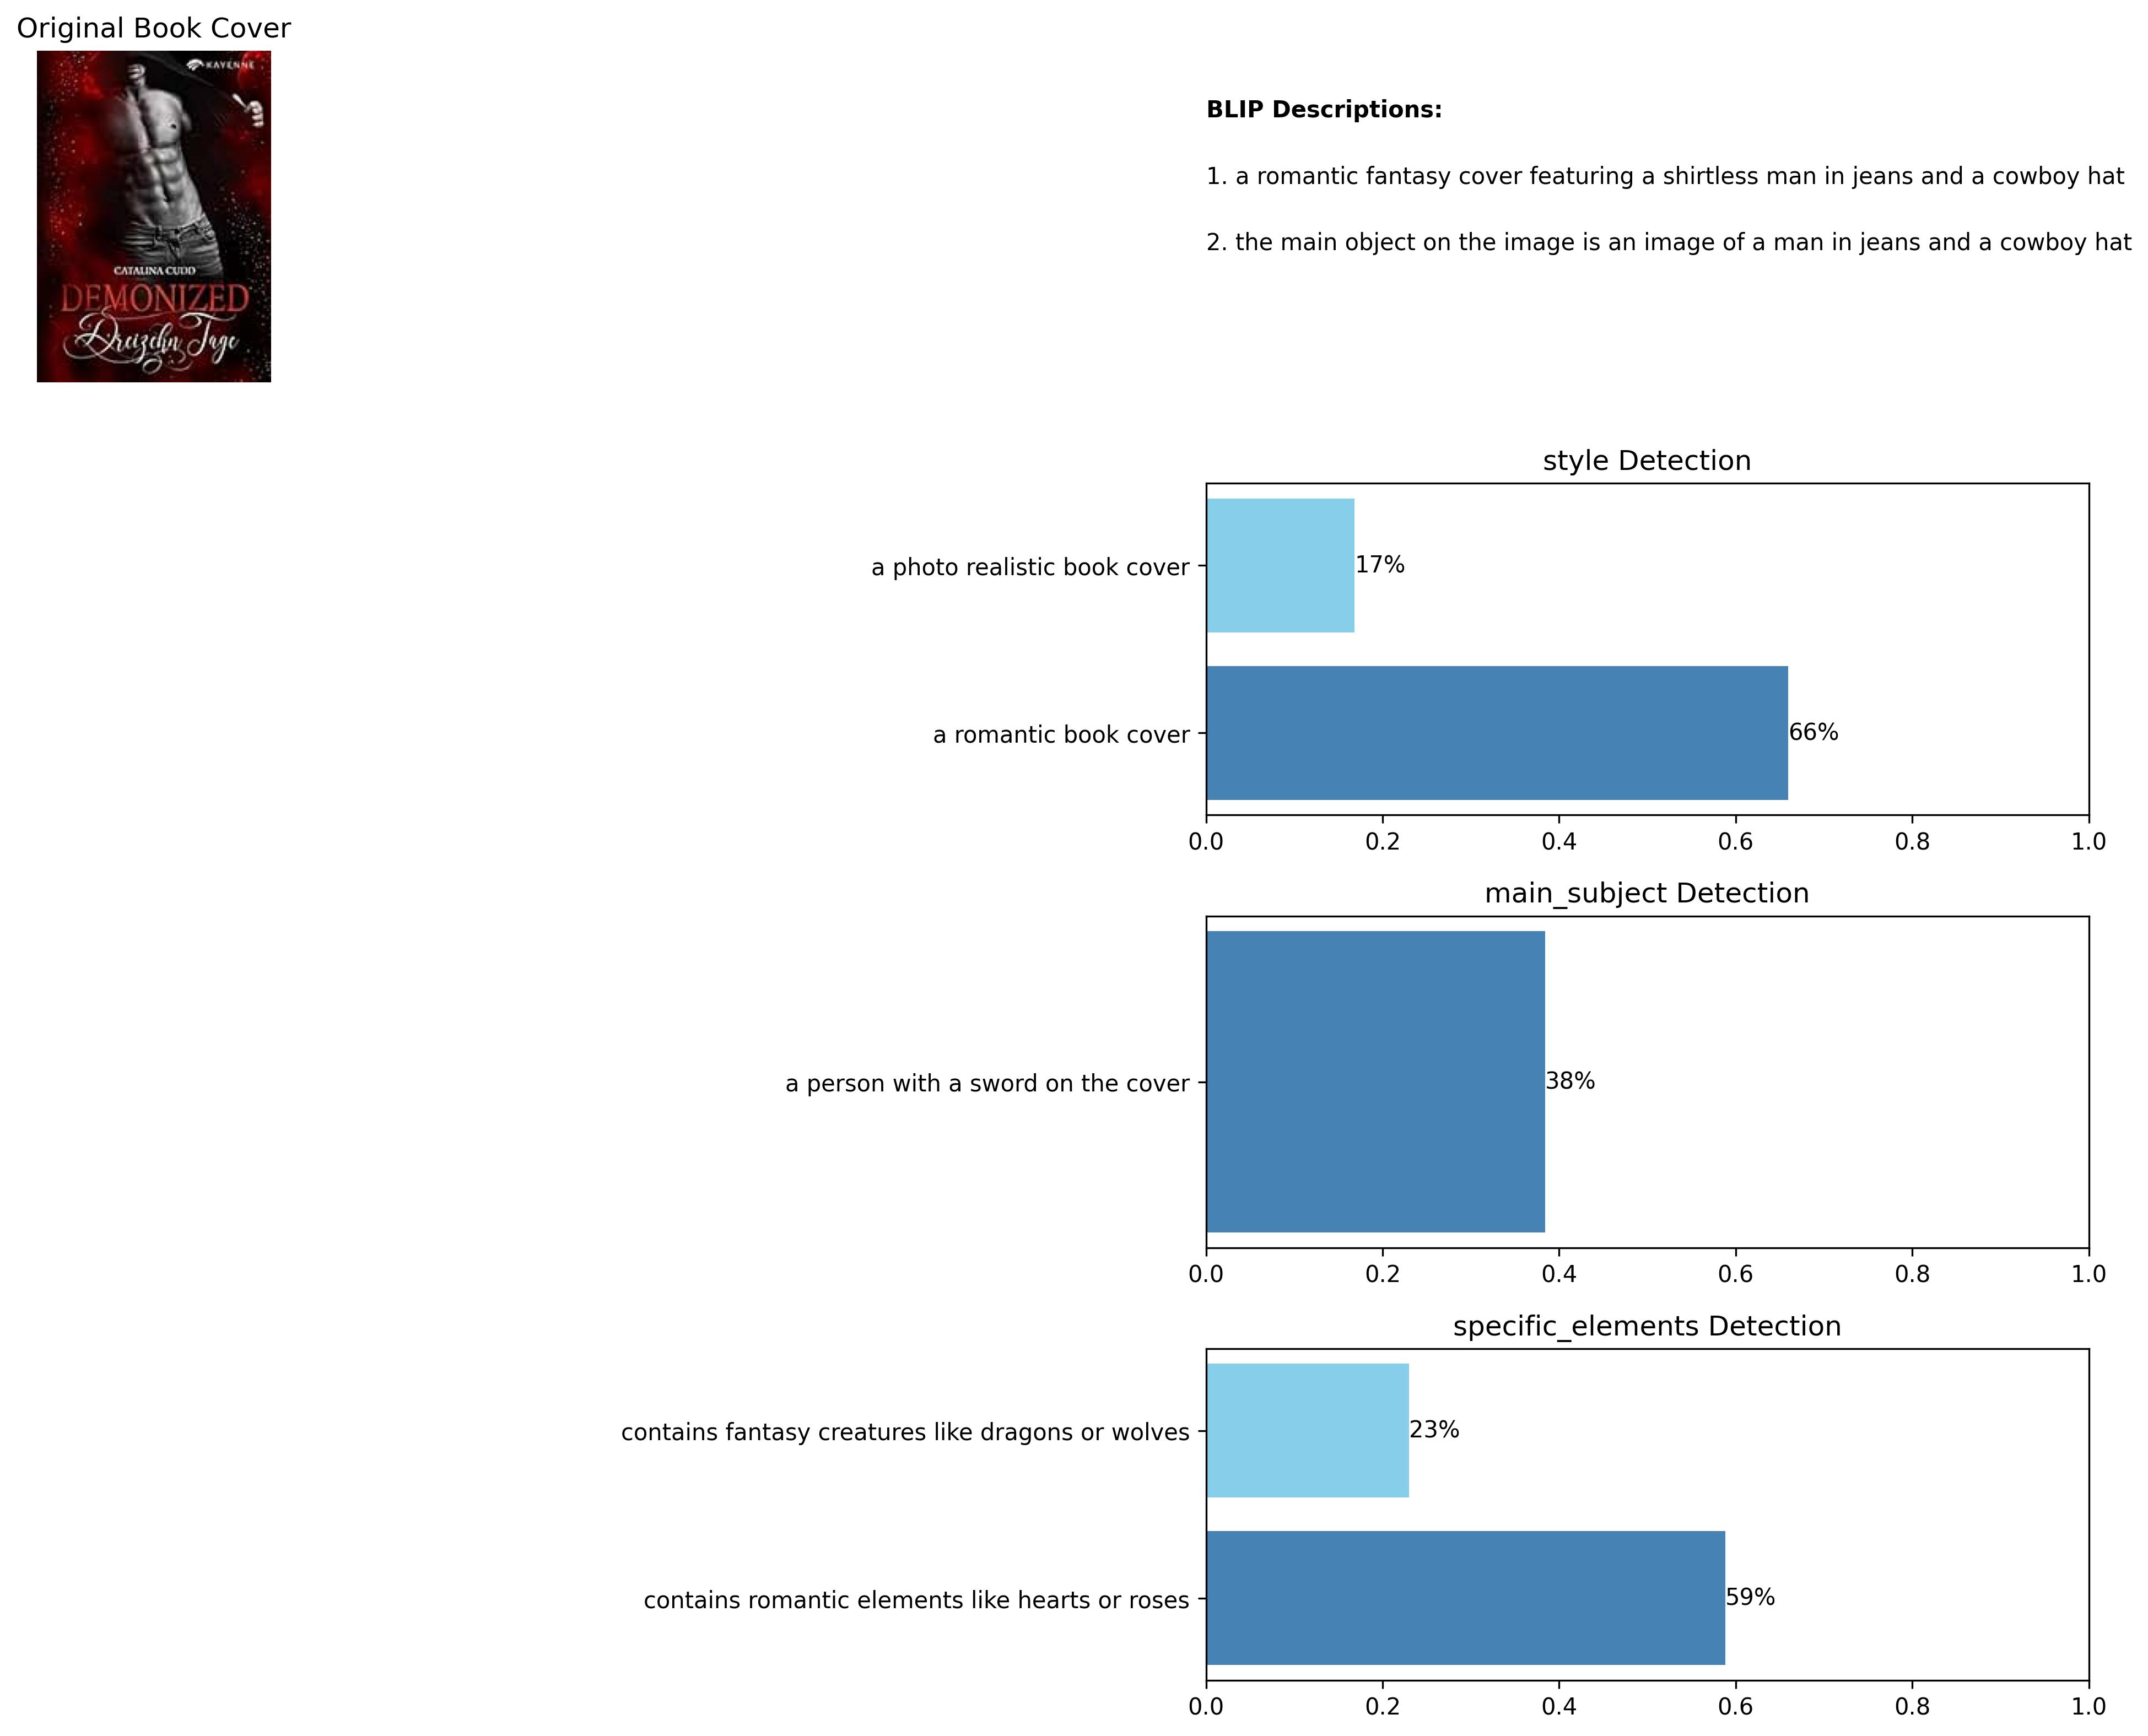 Original Book Cover
KAYENNE
CATALINA CUDD
DEMONIZED
Dreizehn Tage
BLIP Descriptions:
1. a romantic fantasy cover featuring a shirtless man in jeans and a cowboy hat
2. the main object on the image is an image of a man in jeans and a cowboy hat
style Detection
a photo realistic book cover
17%
a romantic book cover
66%
0.0 0.2 0.4 0.6 0.8 1.0
main_subject Detection
a person with a sword on the cover
38%
0.0 0.2 0.4 0.6 0.8 1.0
specific_elements Detection
contains fantasy creatures like dragons or wolves
23%
contains romantic elements like hearts or roses
59%
0.0 0.2 0.4 0.6 0.8 1.0